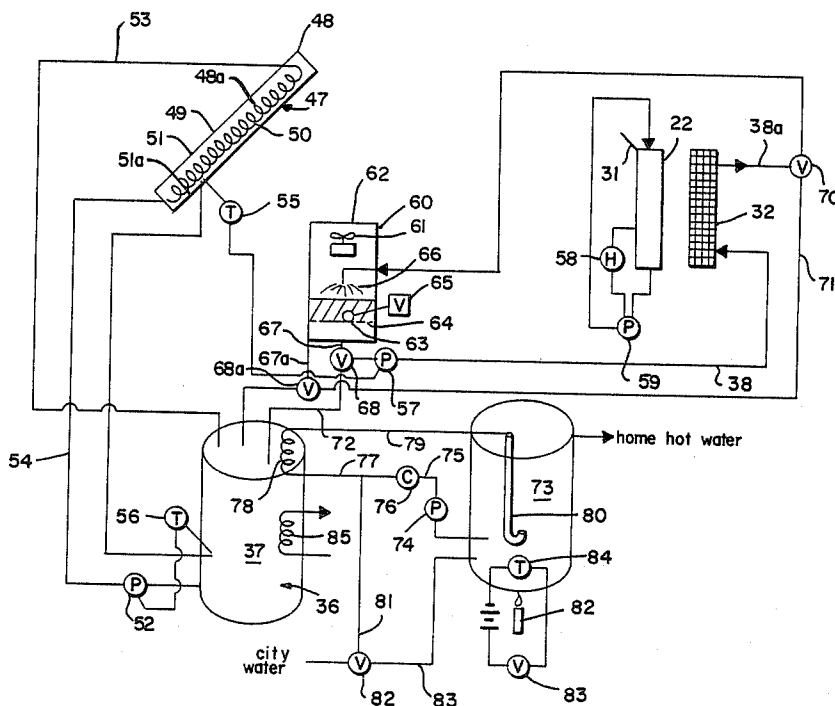 53
48
48a
47
49
50
51
51a
T
55
62
60
61
66
V
65
64
63
67
67a
68a
V
68
P
57
V
31
22
38a
V
70
32
58
H
71
P
59
38
72
79
home hot water
54
77
75
78
C
76
73
56
T
P
74
80
37
85
84
T
P
52
36
81
82
city
water
V
82
83
V
83